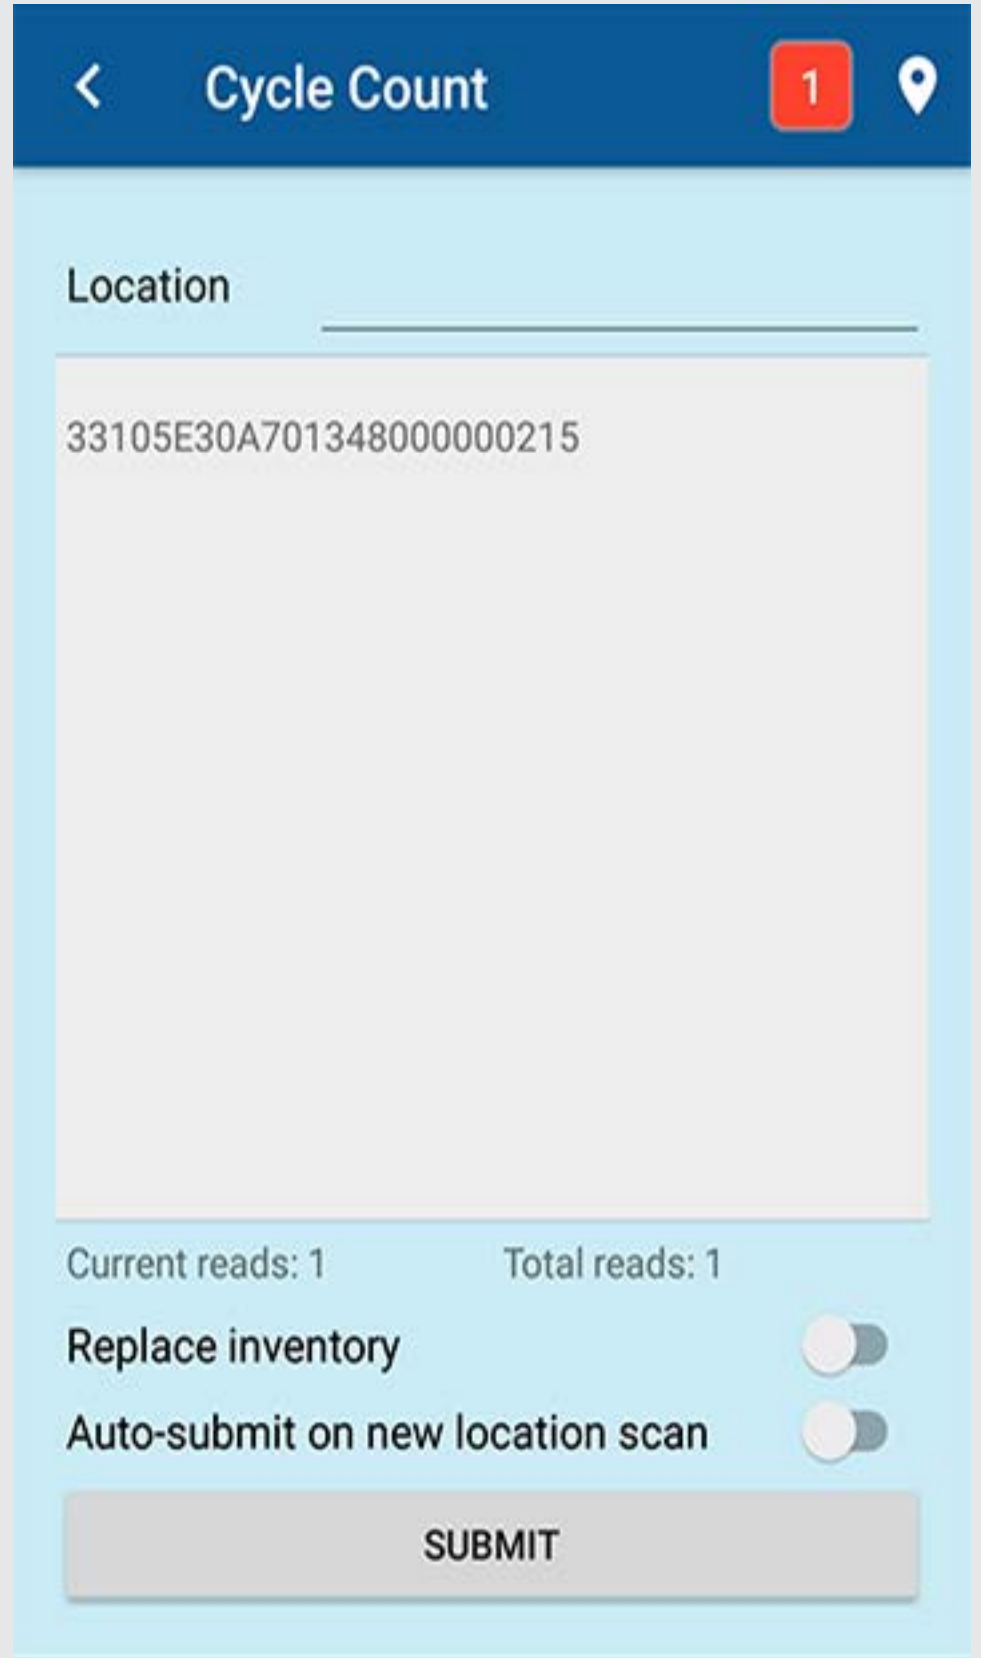 Cycle Count 1
Location
33105E30A701348000000215
Current reads: 1 Total reads: 1
Replace inventory
Auto-submit on new location scan
SUBMIT